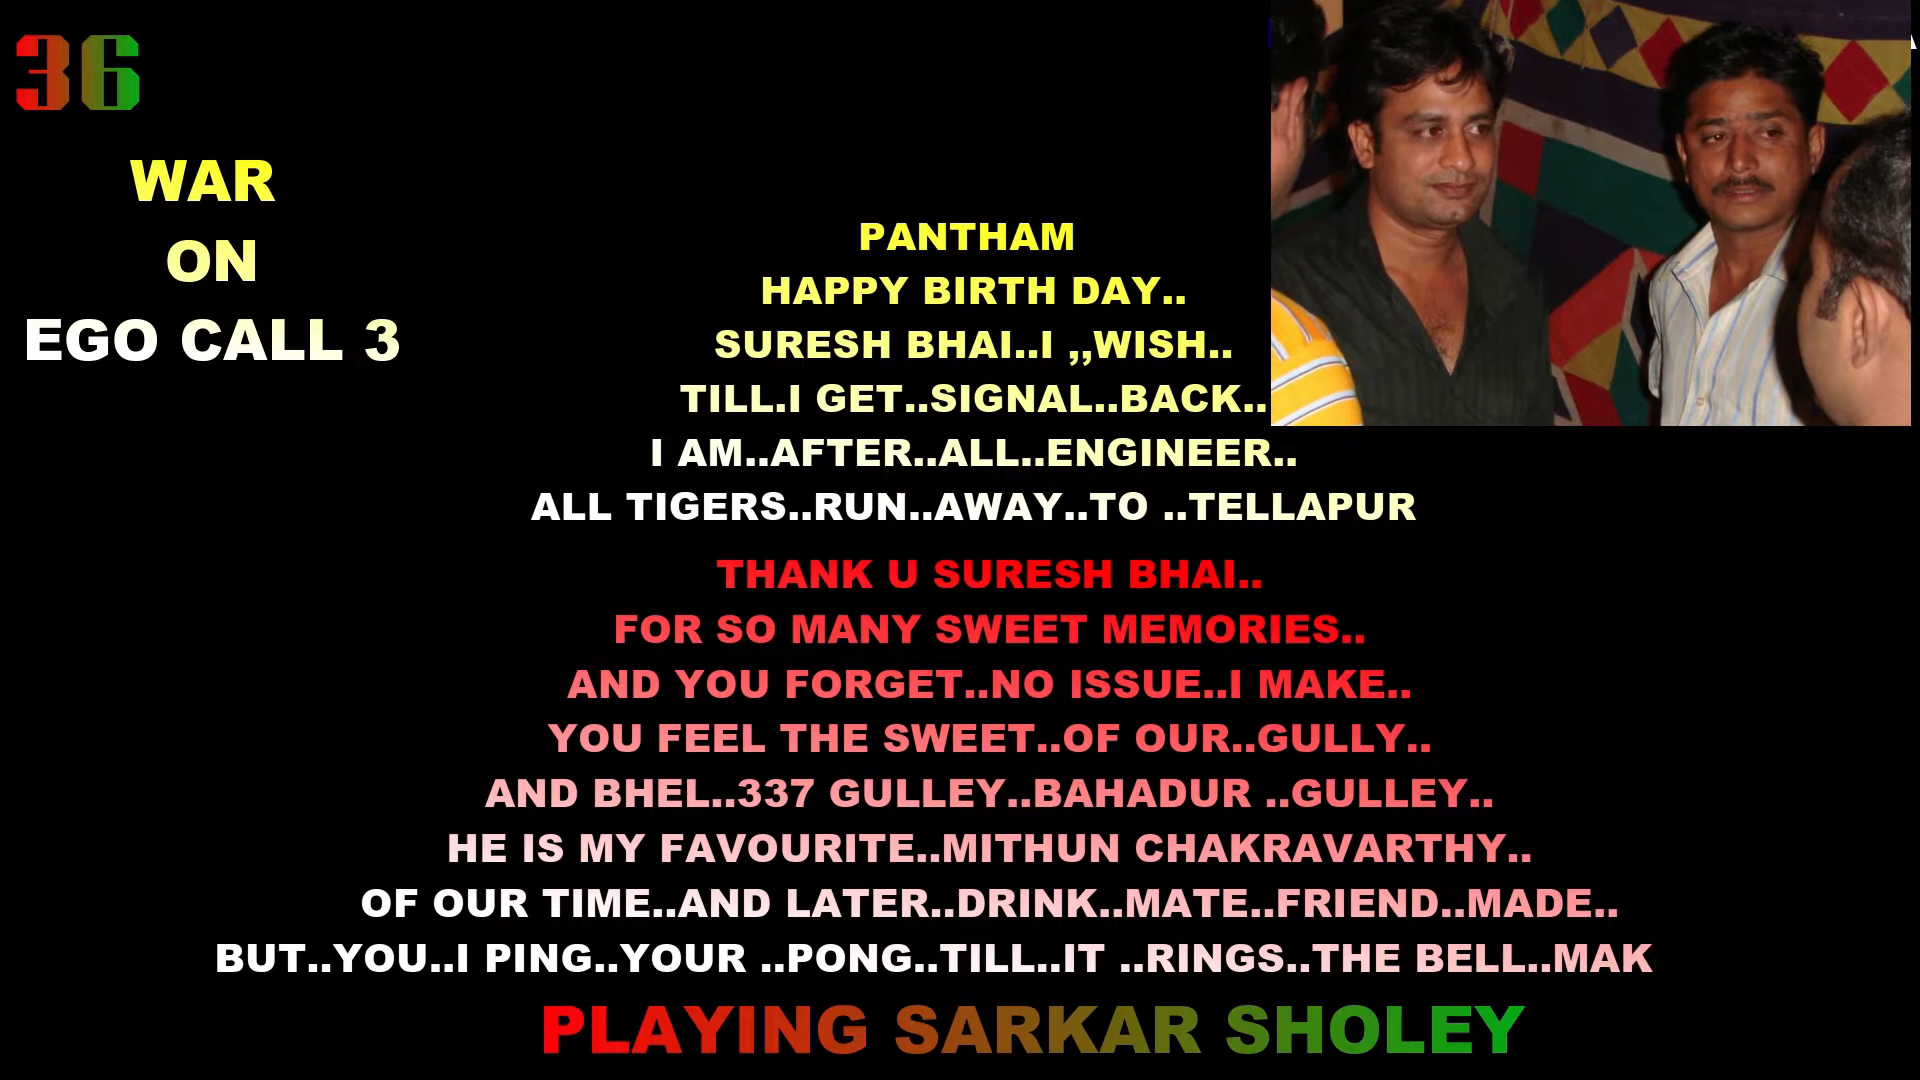 36
WAR
ON
EGO CALL 3
PANTHAM
HAPPY BIRTH DAY..
SURESH BHAI..I ,,WISH..
TILL.I GET..SIGNAL..BACK..
I AM..AFTER..ALL..ENGINEER..
ALL TIGERS..RUN..AWAY..TO ..TELLAPUR
THANK U SURESH BHAI..
FOR SO MANY SWEET MEMORIES..
AND YOU FORGET..NO ISSUE..I MAKE..
YOU FEEL THE SWEET..OF OUR..GULLY..
AND BHEL..337 GULLEY..BAHADUR ..GULLEY..
HE IS MY FAVOURITE..MITHUN CHAKRAVARTHY..
OF OUR TIME..AND LATER..DRINK..MATE..FRIEND..MADE..
BUT..YOU..I PING..YOUR ..PONG..TILL..IT ..RINGS..THE BELL..MAK
PLAYING SARKAR SHOLEY